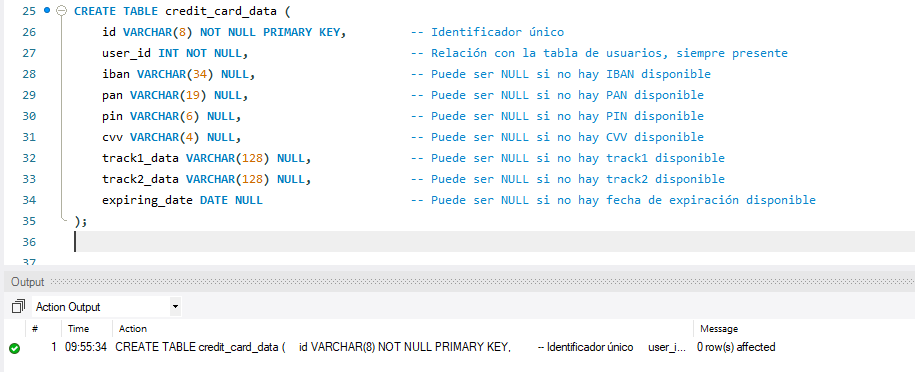 25 CREATE TABLE credit_card_data (
26 id VARCHAR(8) NOT NULL PRIMARY KEY, -- Identificador único
27 user_id INT NOT NULL, -- Relación con la tabla de usuarios, siempre presente
28 iban VARCHAR(34) NULL, -- Puede ser NULL si no hay IBAN disponible
29 pan VARCHAR(19) NULL, -- Puede ser NULL si no hay PAN disponible
30 pin VARCHAR(6) NULL, -- Puede ser NULL si no hay PIN disponible
31 cvv VARCHAR(4) NULL, -- Puede ser NULL si no hay CVV disponible
32 track1_data VARCHAR(128) NULL, -- Puede ser NULL si no hay track1 disponible
33 track2_data VARCHAR(128) NULL, -- Puede ser NULL si no hay track2 disponible
34 expiring_date DATE NULL -- Puede ser NULL si no hay fecha de expiración disponible
35 );
36
37
Output
Action Output
# Time Action Message
1 09:55:34 CREATE TABLE credit_card_data ( id VARCHAR(8) NOT NULL PRIMARY KEY, -- Identificador único user_i... 0 row(s) affected